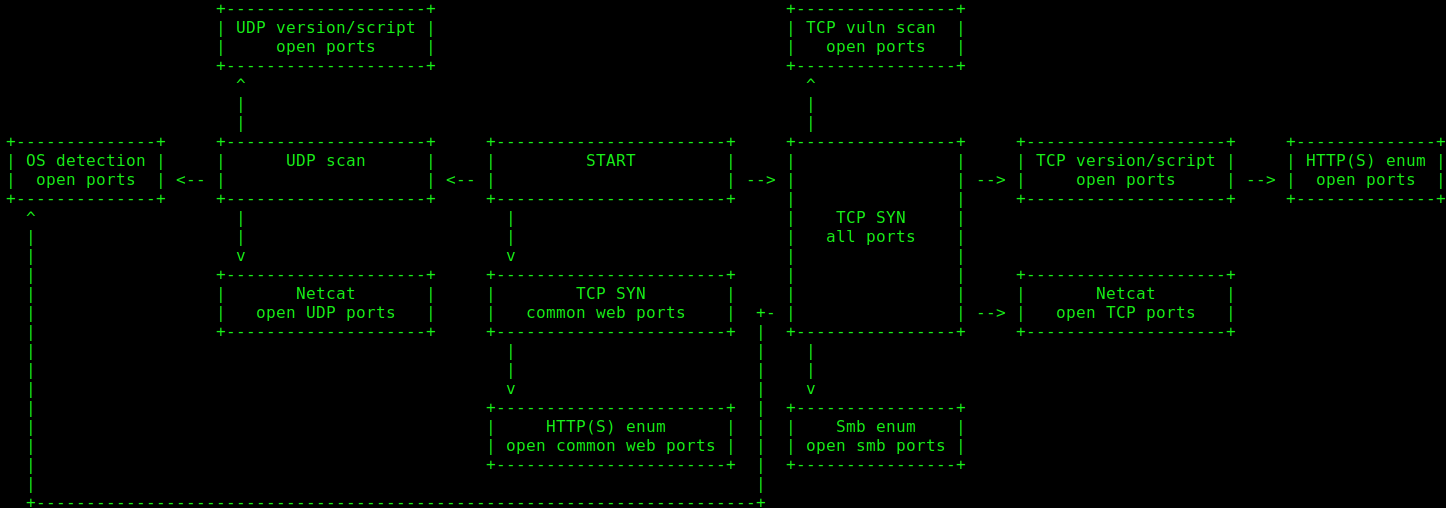 UDP version/script
open ports
TCP vuln scan
open ports
OS detection
open ports
UDP scan
START
TCP SYN
all ports
TCP version/script
open ports
HTTP(S) enum
open ports
Netcat
open UDP ports
TCP SYN
common web ports
Netcat
open TCP ports
HTTP(S) enum
open common web ports
Smb enum
open smb ports